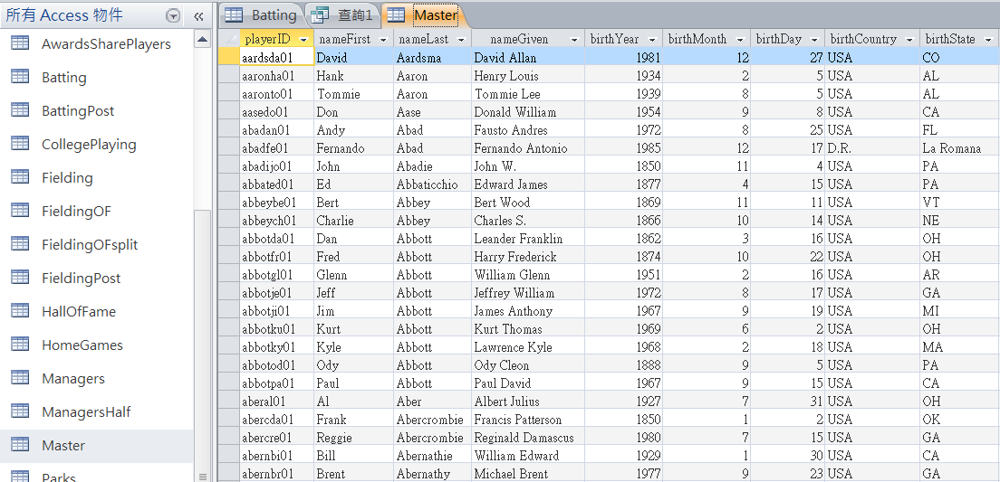 所有 Access 物件
«
AwardsSharePlayers
Batting
BattingPost
CollegePlaying
Fielding
FieldingOF
FieldingOFsplit
FieldingPost
HallOfFame
HomeGames
Managers
ManagersHalf
Master
Parks
Batting 查詢1 Master
playerID nameFirst nameLast nameGiven birthYear birthMonth birthDay birthCountry birthState
aardsda01 David Aardsma David Allan 1981 12 27 USA CO
aaronha01 Hank Aaron Henry Louis 1934 2 5 USA AL
aaronto01 Tommie Aaron Tommie Lee 1939 8 5 USA AL
aasedo01 Don Aase Donald William 1954 9 8 USA CA
abadan01 Andy Abad Fausto Andres 1972 8 25 USA FL
abadfe01 Fernando Abad Fernando Antonio 1985 12 17 D.R. La Romana
abadijo01 John Abadie John W. 1850 11 4 USA PA
abbated01 Ed Abbaticchio Edward James 1877 4 15 USA PA
abbeybe01 Bert Abbey Bert Wood 1869 11 11 USA VT
abbeych01 Charlie Abbey Charles S. 1866 10 14 USA NE
abbotda01 Dan Abbott Leander Franklin 1862 3 16 USA OH
abbotfr01 Fred Abbott Harry Frederick 1874 10 22 USA OH
abbotgl01 Glenn Abbott William Glenn 1951 2 16 USA AR
abbotje01 Jeff Abbott Jeffrey William 1972 8 17 USA GA
abbotji01 Jim Abbott James Anthony 1967 9 19 USA MI
abbotku01 Kurt Abbott Kurt Thomas 1969 6 2 USA OH
abbotky01 Kyle Abbott Lawrence Kyle 1968 2 18 USA MA
abbotod01 Ody Abbott Ody Cleon 1888 9 5 USA PA
abbotpa01 Paul Abbott Paul David 1967 9 15 USA CA
aberal01 Al Aber Albert Julius 1927 7 31 USA OH
abercda01 Frank Abercrombie Francis Patterson 1850 1 2 USA OK
abercre01 Reggie Abercrombie Reginald Damascus 1980 7 15 USA GA
abernbi01 Bill Abernathie William Edward 1929 1 30 USA CA
abernbr01 Brent Abernathy Michael Brent 1977 9 23 USA GA